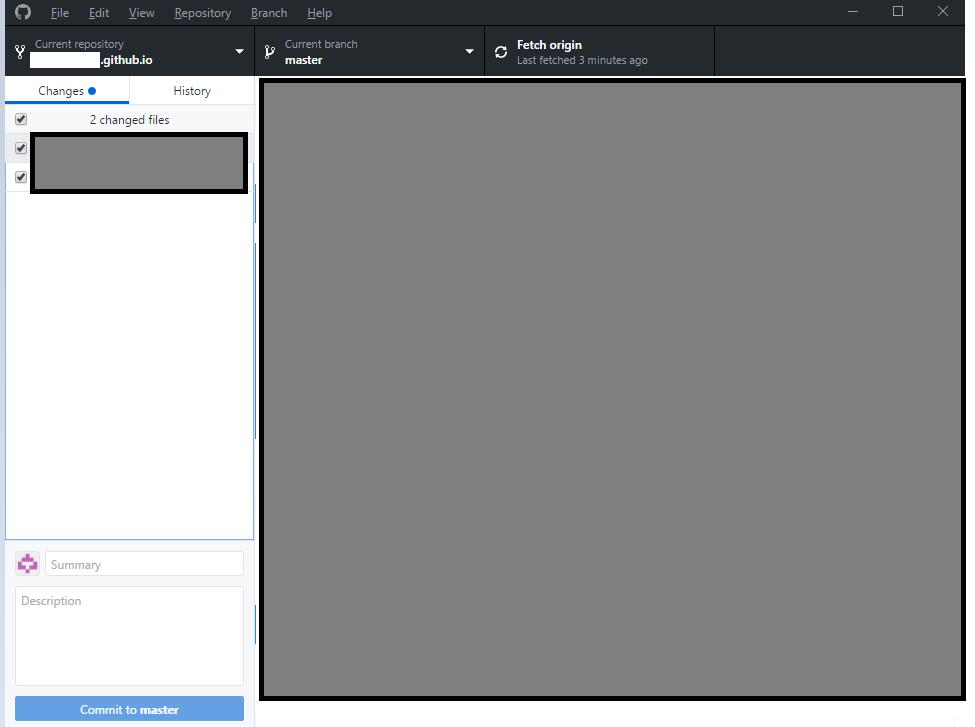 File Edit View Repository Branch Help
Current repository
.github.io
Current branch
master
Fetch origin
Last fetched 3 minutes ago
Changes History
2 changed files
Summary
Description
Commit to master